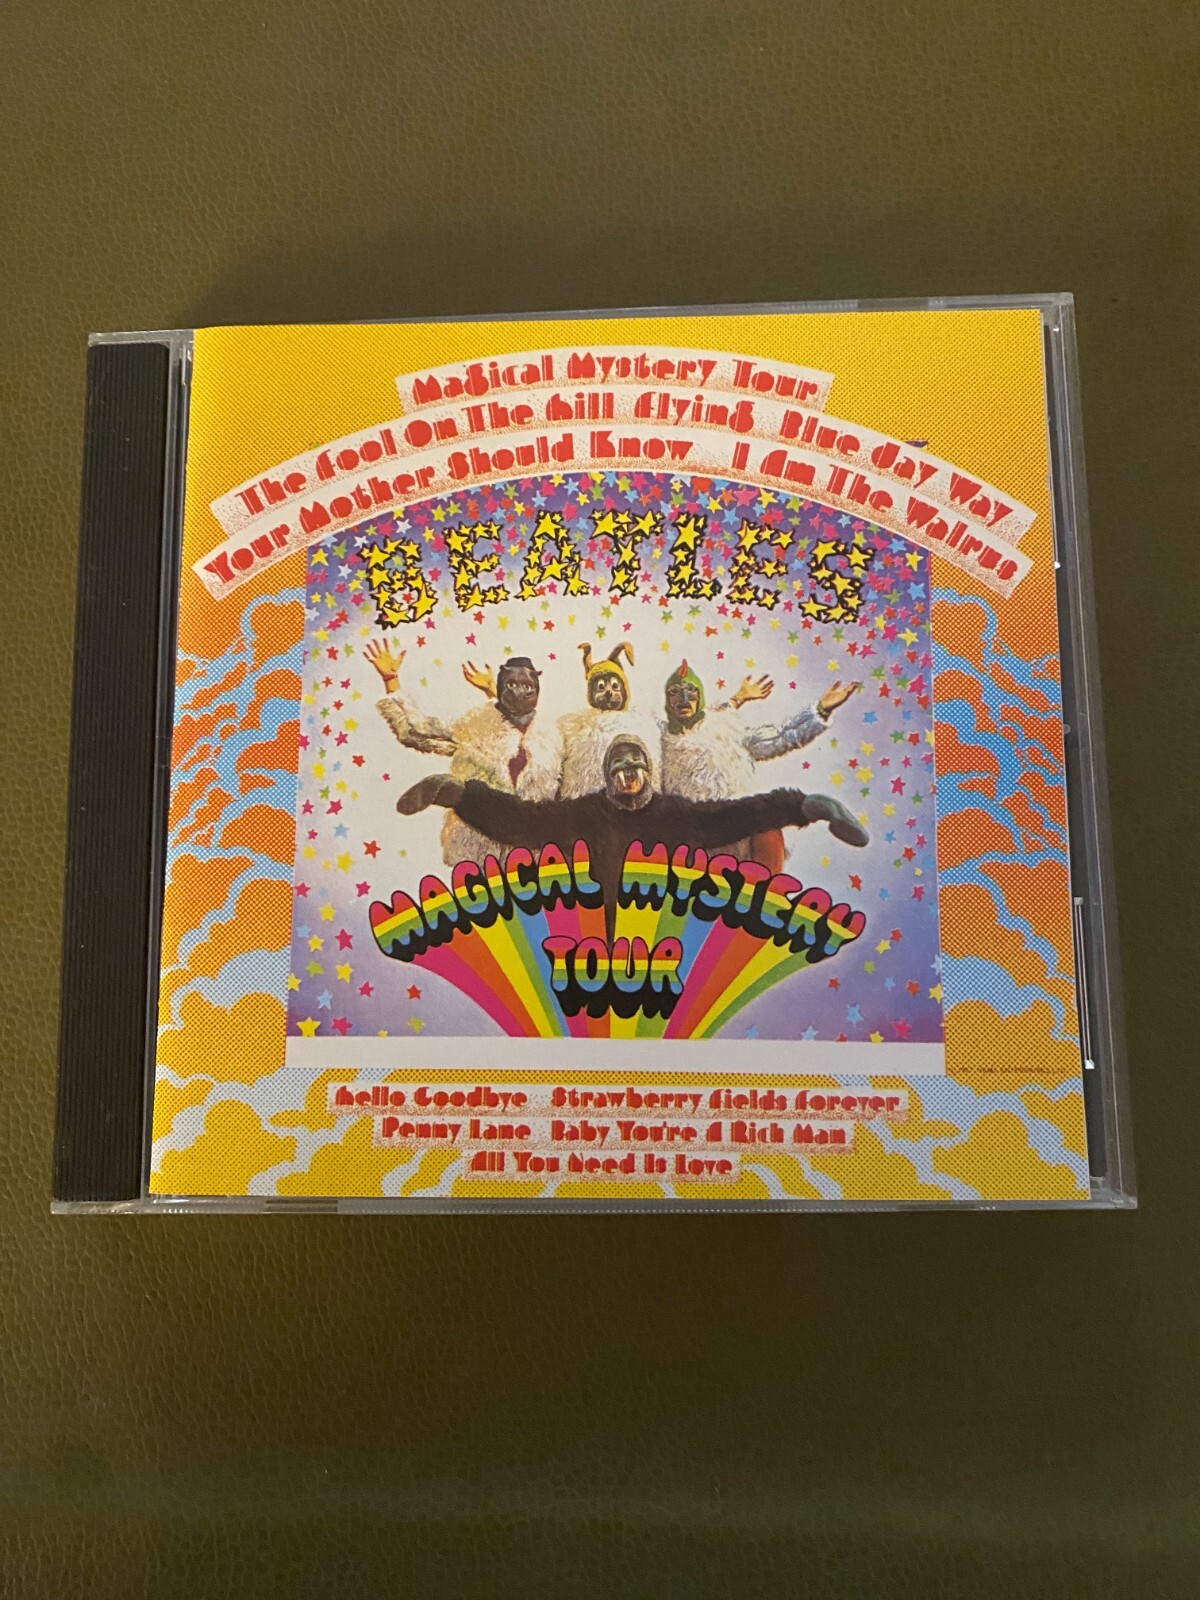 Magical Mystery Tour
The Fool On The Hill Flying Blue Jay Way
Your Mother Should Know I Am The Walrus
BEATLES
MAGICAL MYSTERY
TOUR
Hello Goodbye Strawberry Fields Forever
Penny Lane Baby You're A Rich Man
All You Need Is Love